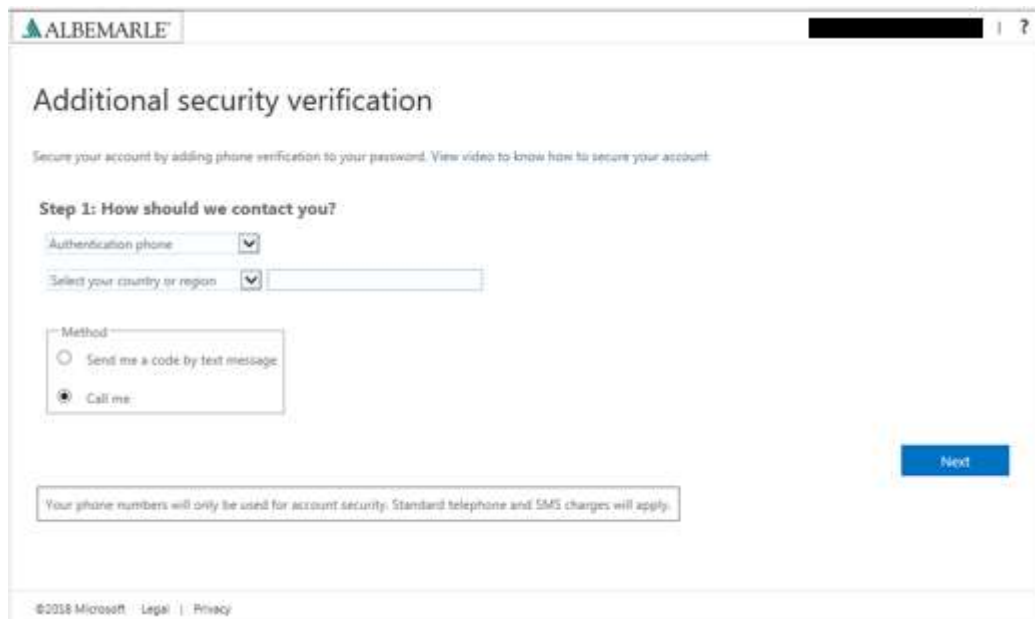 ALBEMARLE
| ?
Additional security verification
Secure your account by adding phone verification to your password. View video to know how to secure your account
Step 1: How should we contact you?
Authentication phone
Select your country or region
Method
Send me a code by text message
Call me
Next
Your phone numbers will only be used for account security. Standard telephone and SMS charges will apply.
©2018 Microsoft Legal | Privacy